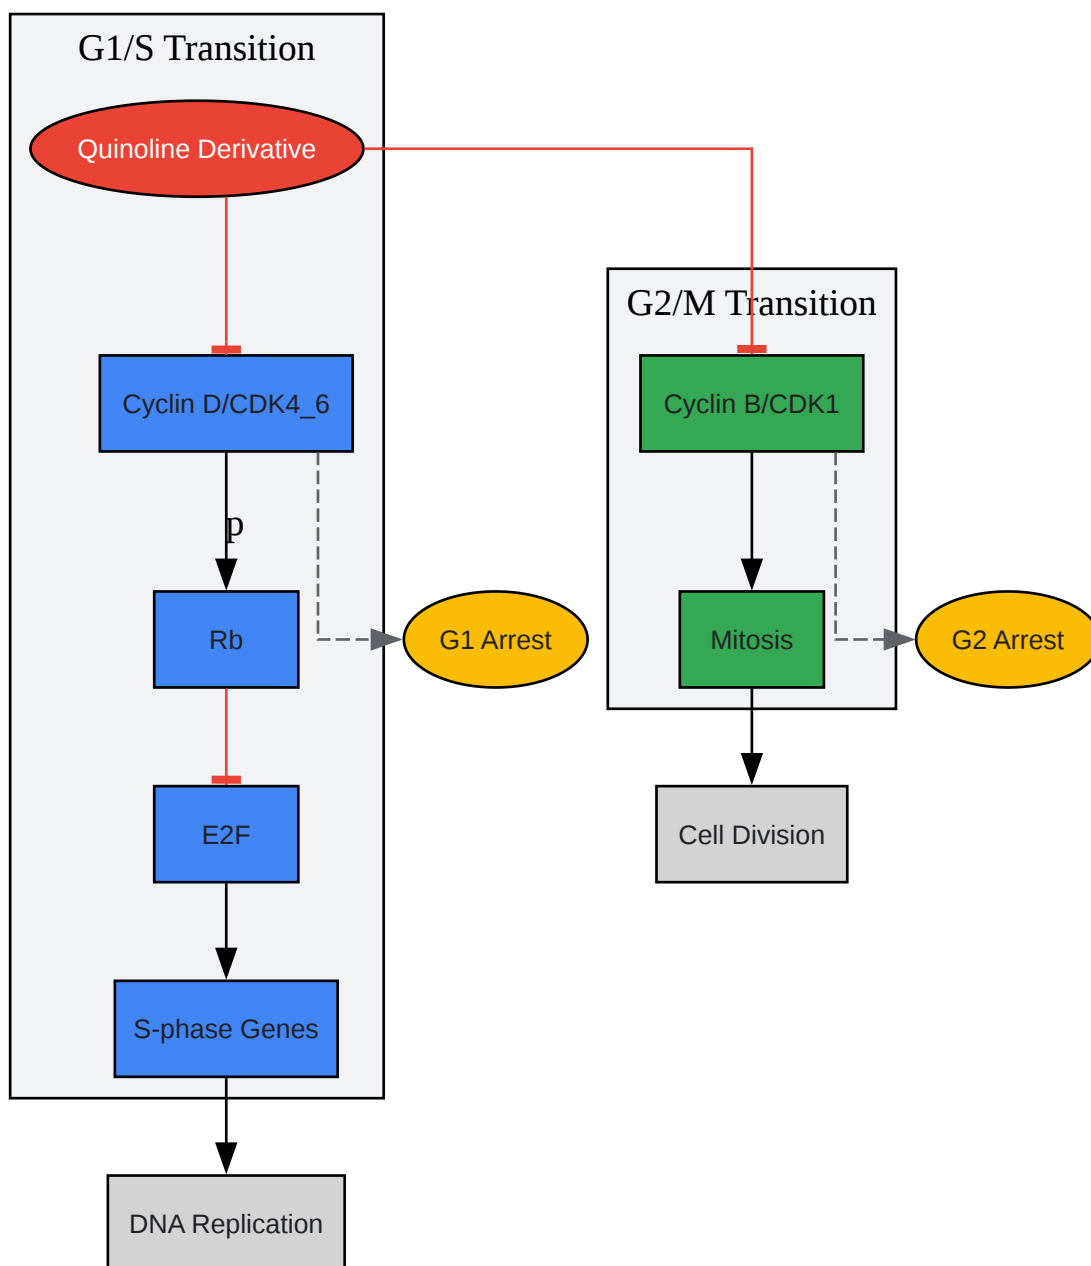 G1/S Transition
Quinoline Derivative
G2/M Transition
Cyclin D/CDK4_6
Cyclin B/CDK1
p
Rb
G1 Arrest
Mitosis
G2 Arrest
E2F
Cell Division
S-phase Genes
DNA Replication